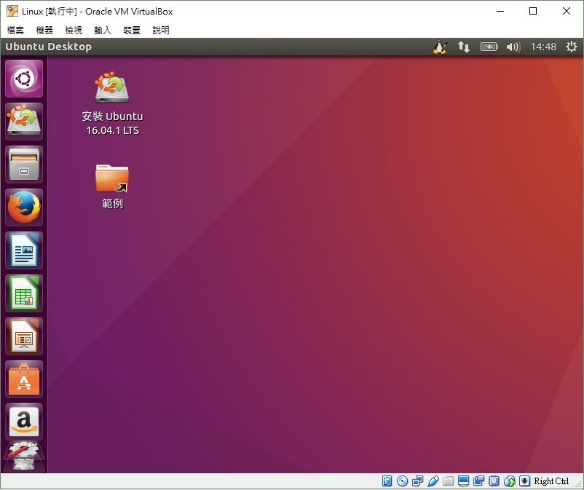 Linux [執行中] - Oracle VM VirtualBox
檔案 機器 檢視 輸入 裝置 說明
Ubuntu Desktop 14:48
安裝 Ubuntu
16.04.1 LTS
範例
Right Ctrl